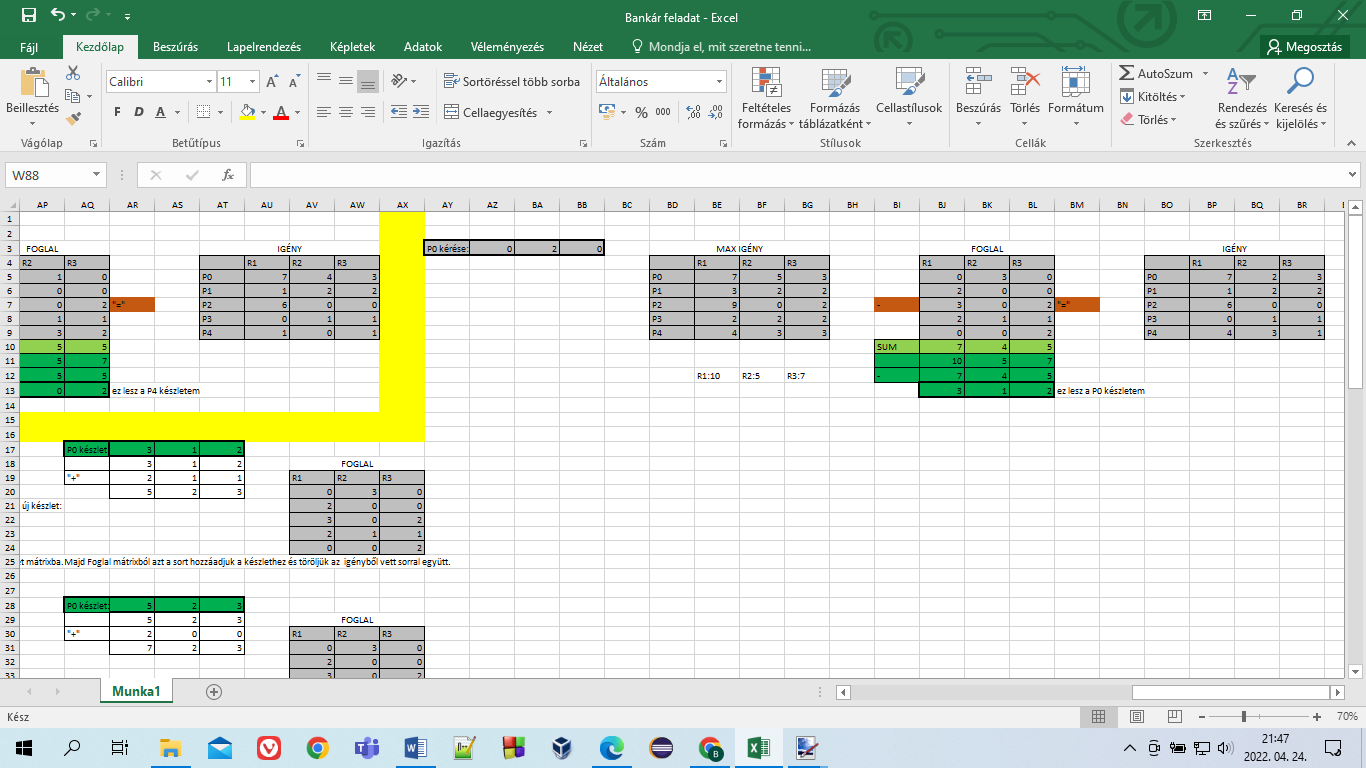 Bankár feladat - Excel
Fájl Kezdőlap Beszúrás Lapelrendezés Képletek Adatok Véleményezés Nézet Mondja el, mit szeretne tenni... Megosztás
Beillesztés
Calibri 11
F D A
Sortöréssel több sorba
Cellaegyesítés
Általános
% 000
Feltételes formázás
Formázás táblázatként
Cellastílusok
Beszúrás Törlés Formátum
AutoSzum
Kitöltés
Törlés
Rendezés és szűrés
Keresés és kijelölés
Vágólap Betűtípus Igazítás Szám Stílusok Cellák Szerkesztés
W88 fx
AP AQ AR AS AT AU AV AW AX AY AZ BA BB BC BD BE BF BG BH BI BJ BK BL BM BN BO BP BQ BR
1
2
3 FOGLAL IGÉNY P0 kérése: 0 2 0 MAX IGÉNY FOGLAL IGÉNY
4 R2 R3 R1 R2 R3 R1 R2 R3 R1 R2 R3 R1 R2 R3
5 1 0 P0 7 4 3 P0 7 5 3 0 3 0 P0 7 2 3
6 0 0 P1 1 2 2 P1 3 2 2 2 0 0 P1 1 2 2
7 0 2 "=" P2 6 0 0 P2 9 0 2 - 3 0 2 "=" P2 6 0 0
8 1 1 P3 0 1 1 P3 2 2 2 2 1 1 P3 0 1 1
9 3 2 P4 1 0 1 P4 4 3 3 0 0 2 P4 4 3 1
10 5 5 SUM 7 4 5
11 5 7 10 5 7
12 5 5 R1:10 R2:5 R3:7 - 7 4 5
13 0 2 ez lesz a P4 készletem 3 1 2 ez lesz a P0 készletem
14
15
16
17 P0 készlet 3 1 2
18 3 1 2 FOGLAL
19 "+" 2 1 1 R1 R2 R3
20 5 2 3 0 3 0
21 új készlet: 2 0 0
22 3 0 2
23 2 1 1
24 0 0 2
25 t mátrixba. Majd Foglal mátrixból azt a sort hozzáadjuk a készlethez és töröljük az igényből vett sorral együtt.
26
27
28 P0 készlet: 5 2 3
29 5 2 3 FOGLAL
30 "+" 2 0 0 R1 R2 R3
31 7 2 3 0 3 0
32 2 0 0
33 3 0 2
Munka1
Kész 70%
21:47
2022. 04. 24.